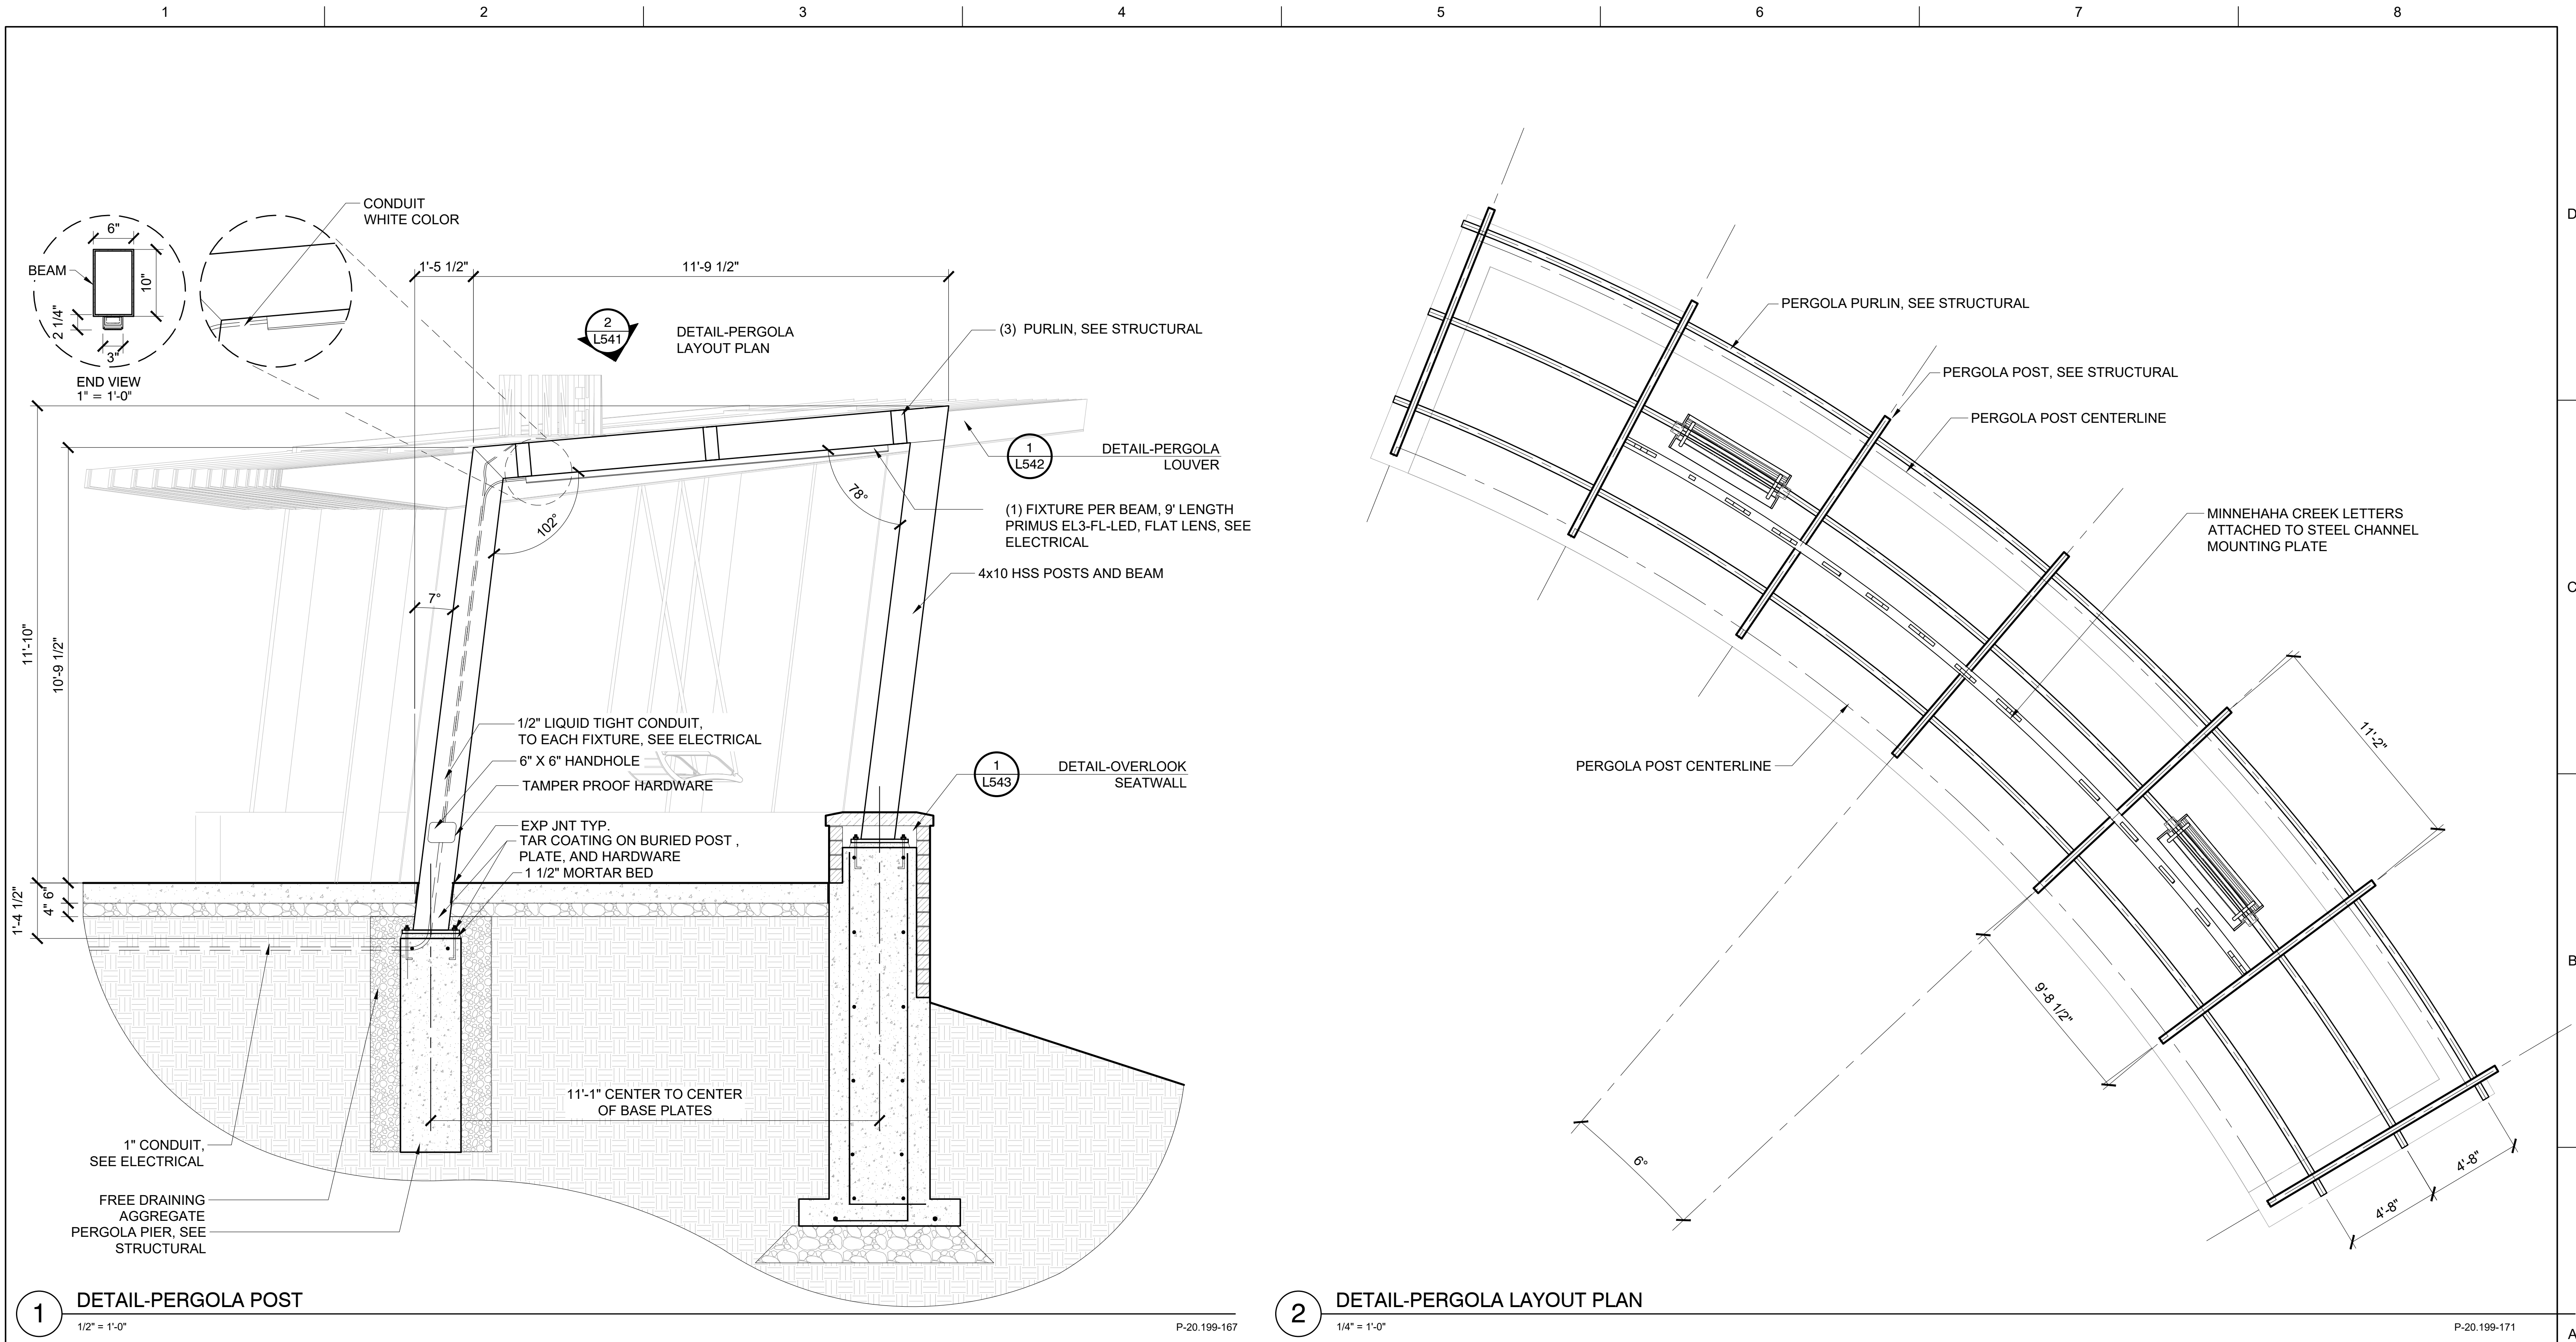 1
2
3
4
5
6
7
8
D
C
B
A
CONDUIT
WHITE COLOR
6"
BEAM
10"
2 1/4"
3"
END VIEW
1" = 1'-0"
1'-5 1/2"
11'-9 1/2"
2
L541
DETAIL-PERGOLA
LAYOUT PLAN
(3) PURLIN, SEE STRUCTURAL
1
L542
DETAIL-PERGOLA
LOUVER
78°
102°
(1) FIXTURE PER BEAM, 9' LENGTH
PRIMUS EL3-FL-LED, FLAT LENS, SEE
ELECTRICAL
4x10 HSS POSTS AND BEAM
7°
11'-10"
10'-9 1/2"
1/2" LIQUID TIGHT CONDUIT,
TO EACH FIXTURE, SEE ELECTRICAL
6" X 6" HANDHOLE
TAMPER PROOF HARDWARE
1
L543
DETAIL-OVERLOOK
SEATWALL
EXP JNT TYP.
TAR COATING ON BURIED POST ,
PLATE, AND HARDWARE
1 1/2" MORTAR BED
1'-4 1/2"
4" 6"
11'-1" CENTER TO CENTER
OF BASE PLATES
1" CONDUIT,
SEE ELECTRICAL
FREE DRAINING
AGGREGATE
PERGOLA PIER, SEE
STRUCTURAL
1
DETAIL-PERGOLA POST
1/2" = 1'-0"
P-20.199-167
PERGOLA PURLIN, SEE STRUCTURAL
PERGOLA POST, SEE STRUCTURAL
PERGOLA POST CENTERLINE
MINNEHAHA CREEK LETTERS
ATTACHED TO STEEL CHANNEL
MOUNTING PLATE
PERGOLA POST CENTERLINE
11'-2"
9'-8 1/2"
6°
4'-8"
4'-8"
2
DETAIL-PERGOLA LAYOUT PLAN
1/4" = 1'-0"
P-20.199-171